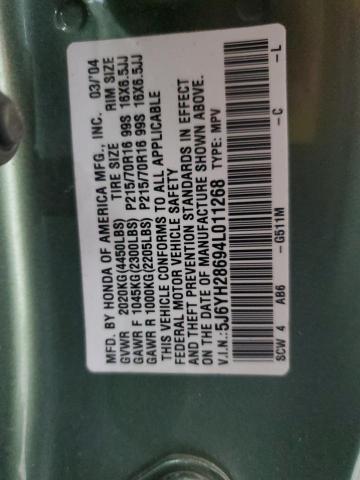 MFD. BY HONDA OF AMERICA MFG., INC. 03/'04
GVWR 2020KG(4450LBS) TIRE SIZE RIM SIZE
GAWR F 1045KG(2300LBS) P215/70R16 99S 16X6.5JJ
GAWR R 1000KG(2205LBS) P215/70R16 99S 16X6.5JJ
THIS VEHICLE CONFORMS TO ALL APPLICABLE
FEDERAL MOTOR VEHICLE SAFETY
AND THEFT PREVENTION STANDARDS IN EFFECT
ON THE DATE OF MANUFACTURE SHOWN ABOVE.
V.I.N.:5J6YH28694L011268 TYPE: MPV
SCW 4 AB6 -G511M -C -L